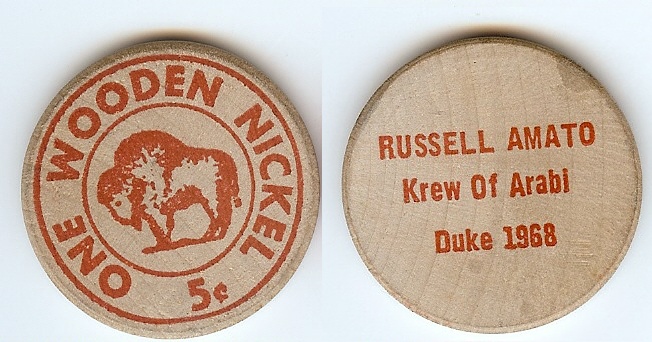 ONE WOODEN NICKEL
5¢
RUSSELL AMATO
Krew Of Arabi
Duke 1968